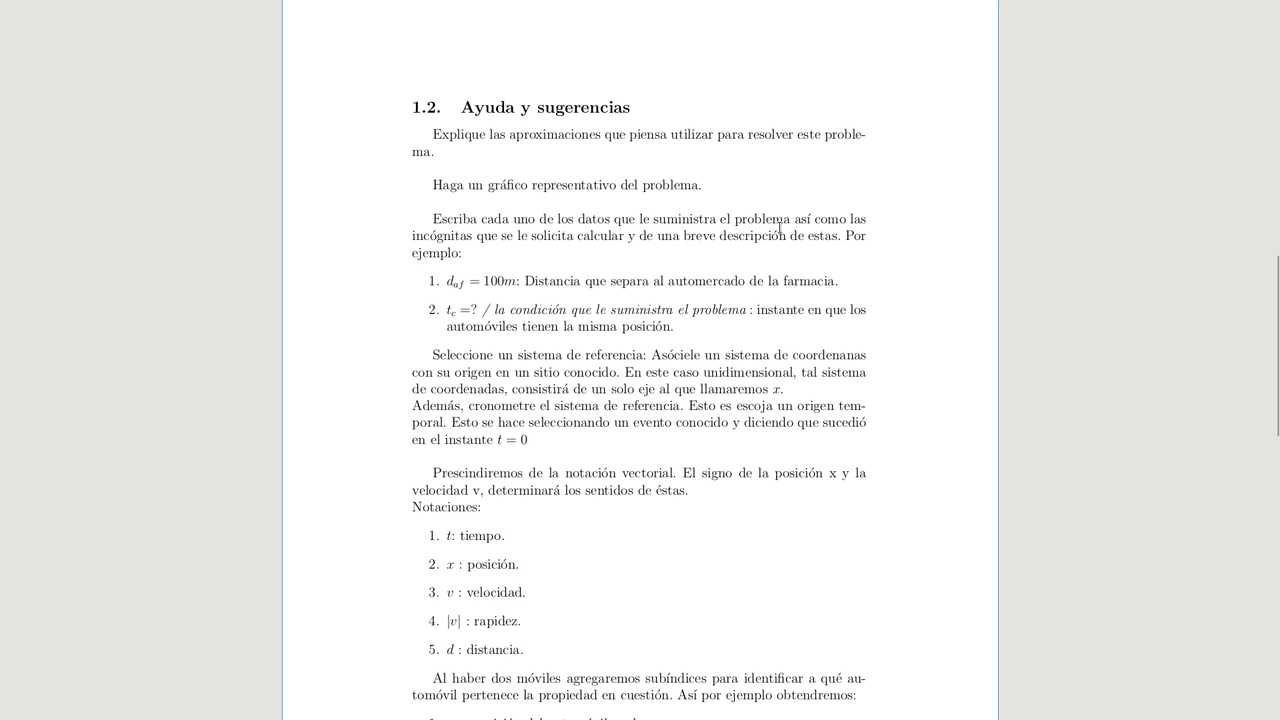 1.2. Ayuda y sugerencias
Explique las aproximaciones que piensa utilizar para resolver este proble-
ma.
Haga un gráfico representativo del problema.
Escriba cada uno de los datos que le suministra el problema así como las
incógnitas que se le solicita calcular y de una breve descripción de estas. Por
ejemplo:
1. d_{af} = 100m: Distancia que separa al automercado de la farmacia.
2. t_c =? / la condición que le suministra el problema : instante en que los
automóviles tienen la misma posición.
Seleccione un sistema de referencia: Asóciele un sistema de coordenanas
con su origen en un sitio conocido. En este caso unidimensional, tal sistema
de coordenadas, consistirá de un solo eje al que llamaremos x.
Además, cronometre el sistema de referencia. Esto es escoja un origen tem-
poral. Esto se hace seleccionando un evento conocido y diciendo que sucedió
en el instante t = 0
Prescindiremos de la notación vectorial. El signo de la posición x y la
velocidad v, determinará los sentidos de éstas.
Notaciones:
1. t: tiempo.
2. x : posición.
3. v : velocidad.
4. |v| : rapidez.
5. d : distancia.
Al haber dos móviles agregaremos subíndices para identificar a qué au-
tomóvil pertenece la propiedad en cuestión. Así por ejemplo obtendremos: